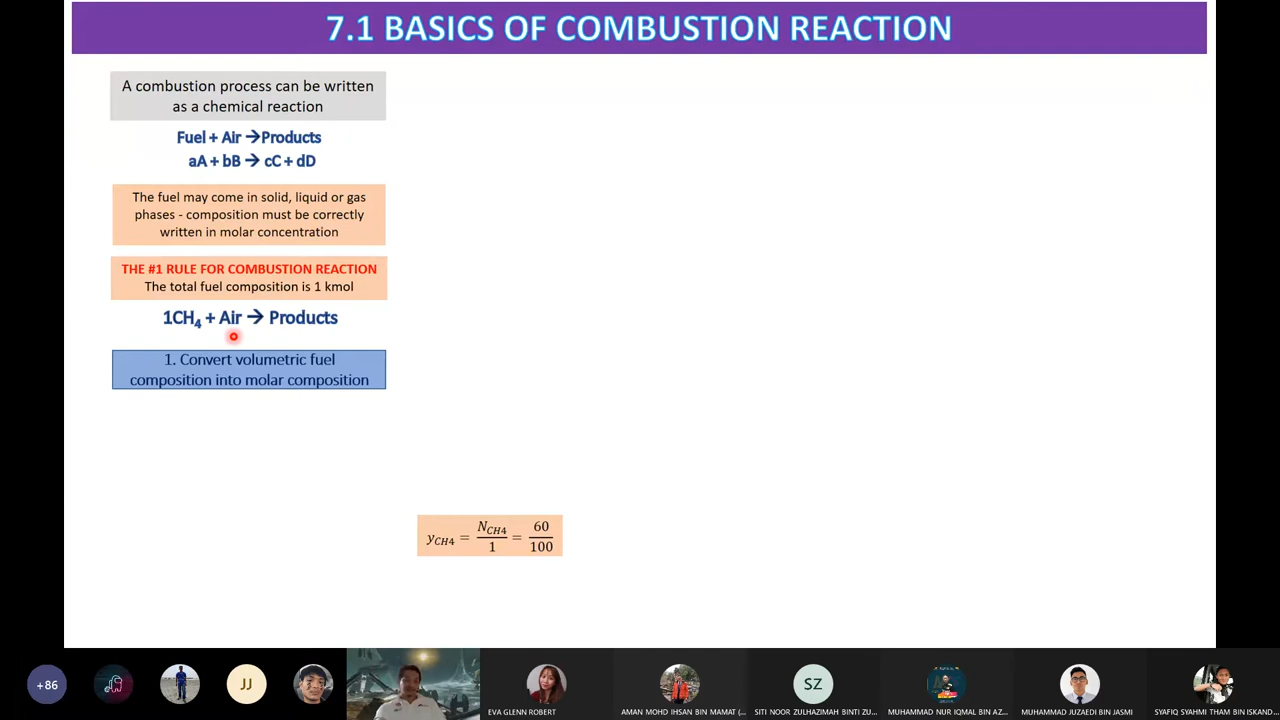 7.1 BASICS OF COMBUSTION REACTION
A combustion process can be written
as a chemical reaction
Fuel + Air →Products
aA + bB → cC + dD
The fuel may come in solid, liquid or gas
phases - composition must be correctly
written in molar concentration
THE #1 RULE FOR COMBUSTION REACTION
The total fuel composition is 1 kmol
1CH₄ + Air → Products
1. Convert volumetric fuel
composition into molar composition
y_CH4 = N_CH4/1 = 60/100
+86
JJ
EVA GLENN ROBERT
AMAN MOHD IHSAN BIN MAMAT (...
SZ
SITI NOOR ZULHAZIMAH BINTI ZU...
MUHAMMAD NUR IQMAL BIN AZ...
MUHAMMAD JUZAEDI BIN JASMI
SYAFIQ SYAHMI THAM BIN ISKAND...